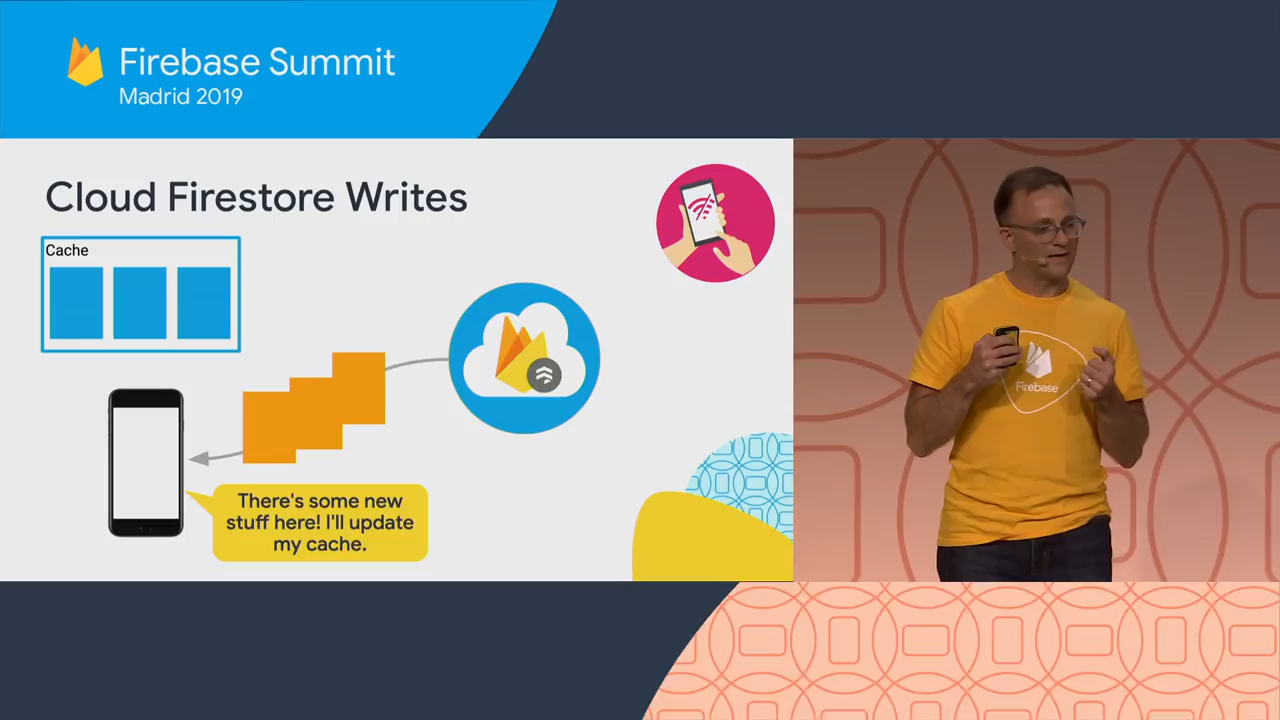 Firebase Summit
Madrid 2019
Cloud Firestore Writes
Cache
There's some new
stuff here! I'll update
my cache.
Firebase